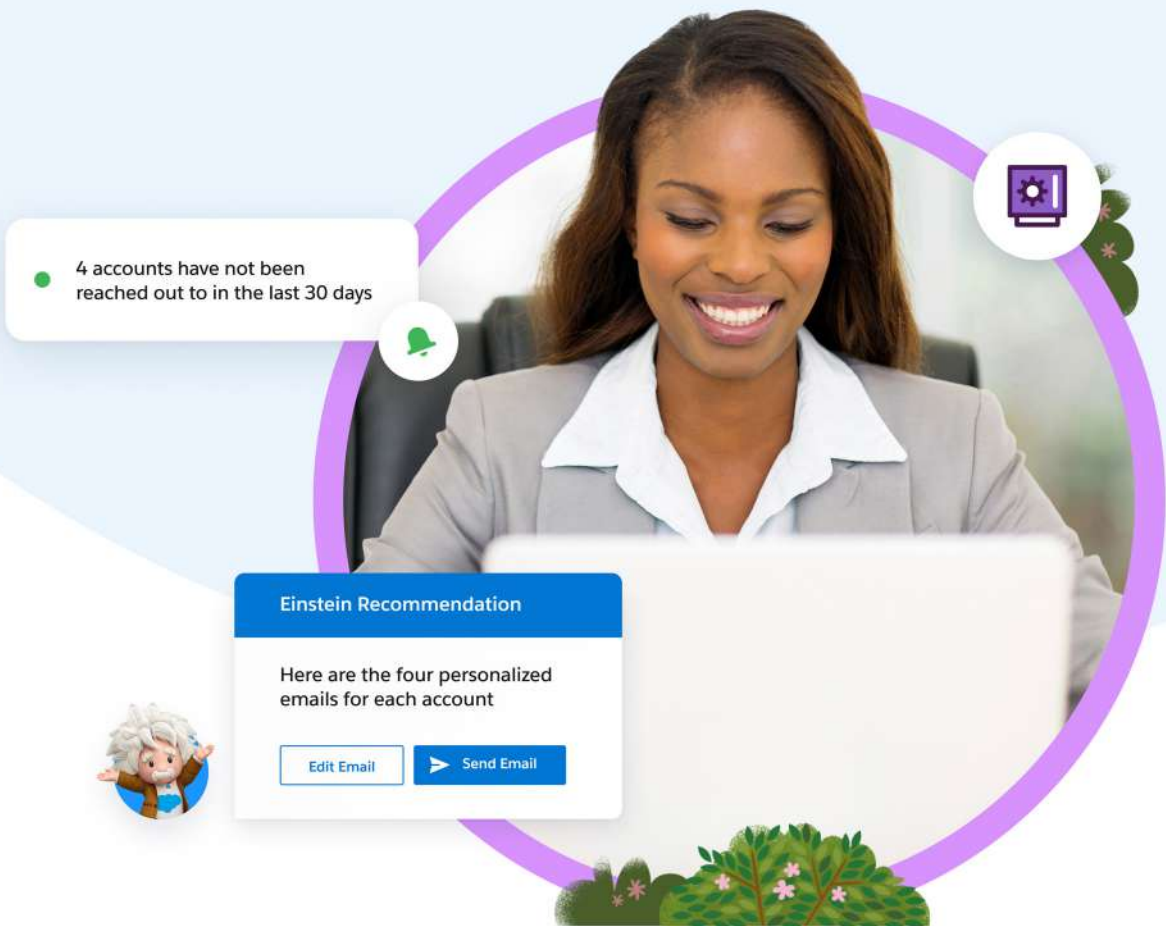 4 accounts have not been
reached out to in the last 30 days
Einstein Recommendation
Here are the four personalized
emails for each account
Edit Email
Send Email